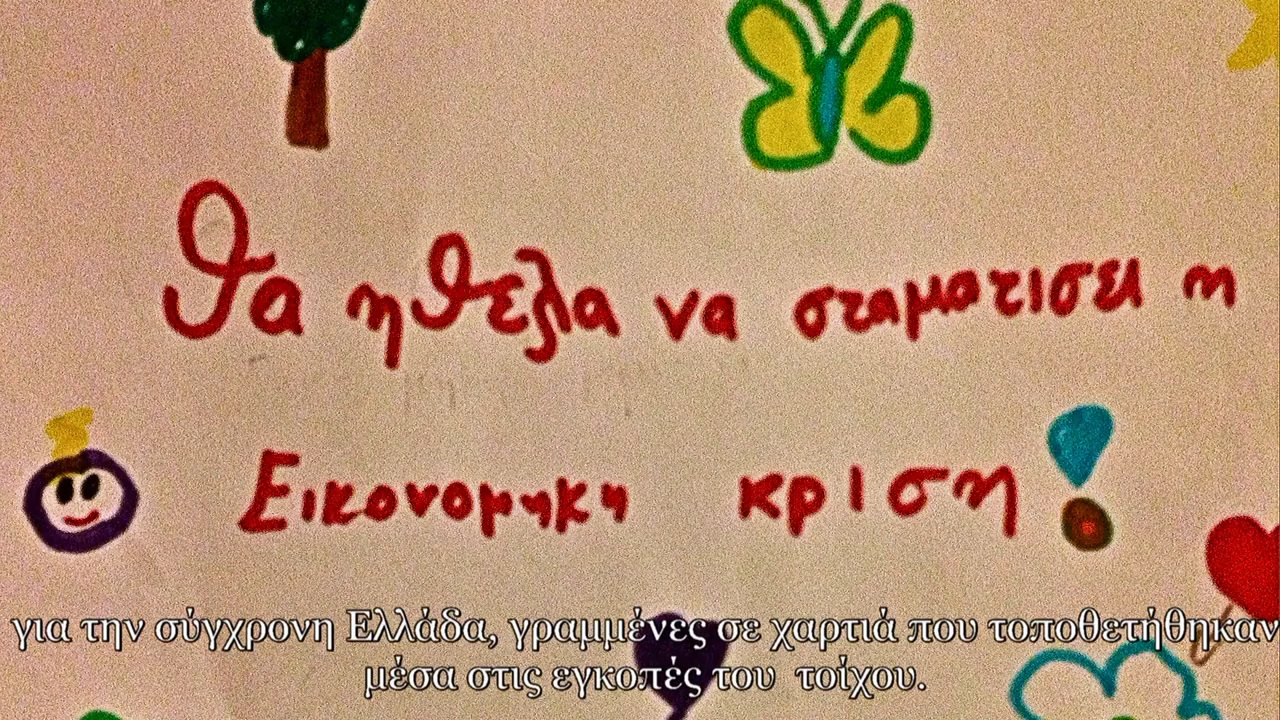 θα ηθελα να σταματισει η
Εικονομηκη κριση!
για την σύγχρονη Ελλάδα, γραμμένες σε χαρτιά που τοποθετήθηκαν
μέσα στις εγκοπές του τοίχου.